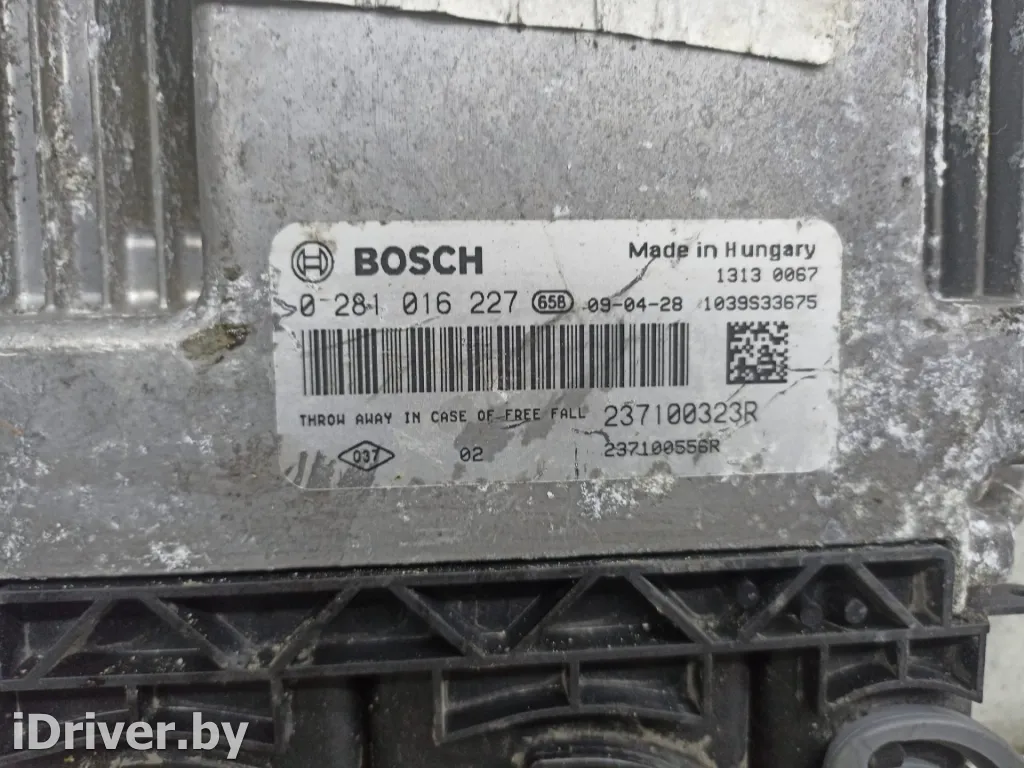 BOSCH
Made in Hungary
1313 0067
0 281 016 227 65B 09-04-28 1039S33675
THROW AWAY IN CASE OF FREE FALL 237100323R
037 02 237100556R
iDriver.by